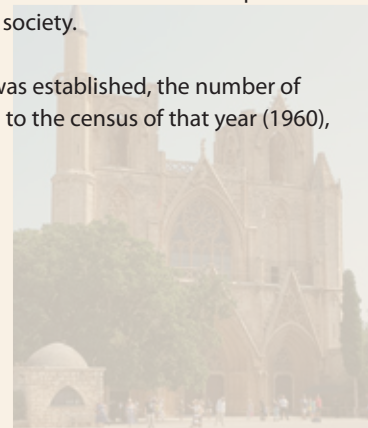 society.
was established, the number of
to the census of that year (1960),